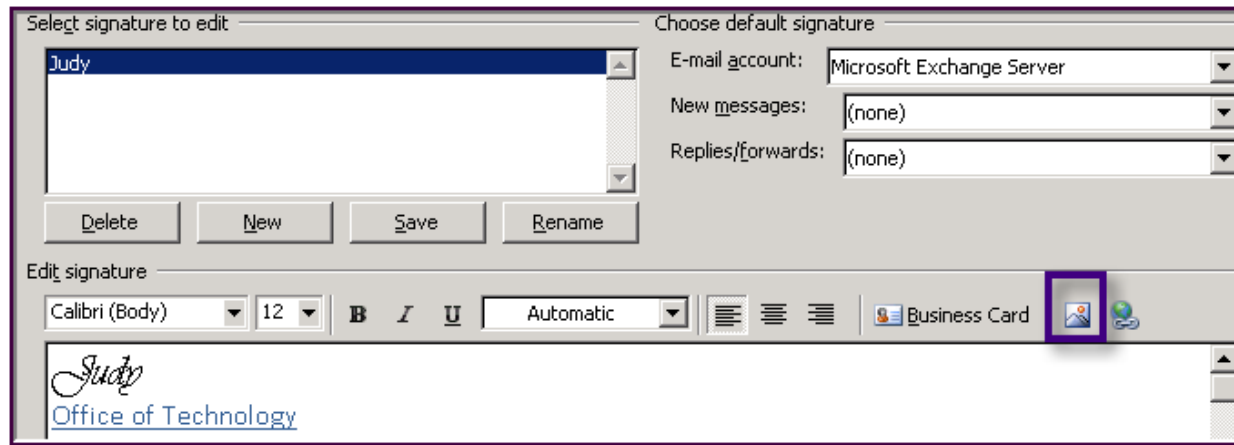 Select signature to edit
Choose default signature
Judy
E-mail account:
Microsoft Exchange Server
New messages:
(none)
Replies/forwards:
(none)
Delete
New
Save
Rename
Edit signature
Calibri (Body)
12
B
I
U
Automatic
Business Card
Judy
Office of Technology